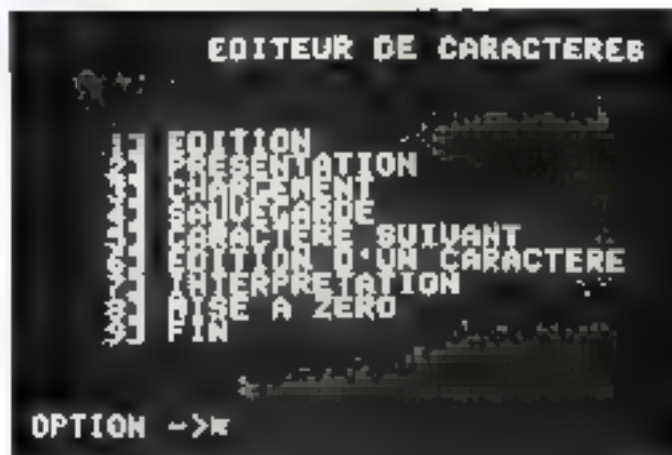 EDITEUR DE CARACTERES
1] EDITION
2] PRESENTATION
3] CHARGEMENT
4] SAUVEGARDE
5] CARACTERE SUIVANT
6] EDITION D'UN CARACTERE
7] INTERPRETATION
8] MISE A ZERO
9] FIN
OPTION ->